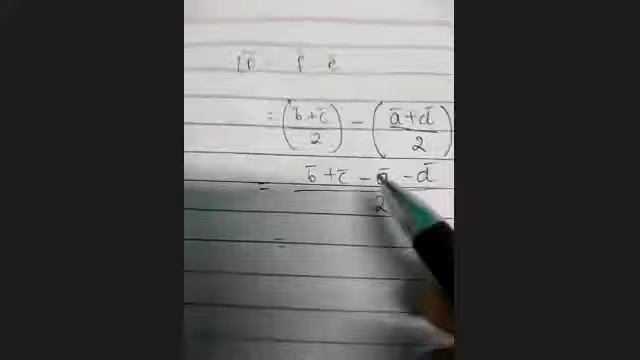 = (b̄ + c̄ / 2) − (ā + d̄ / 2)
= b̄ + c̄ − ā − d̄ / 2
=